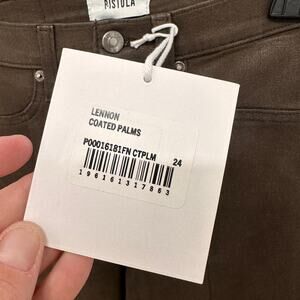 PISTOLA
LENNON
COATED PALMS
P00016181FN CTPLM 24
196161317863